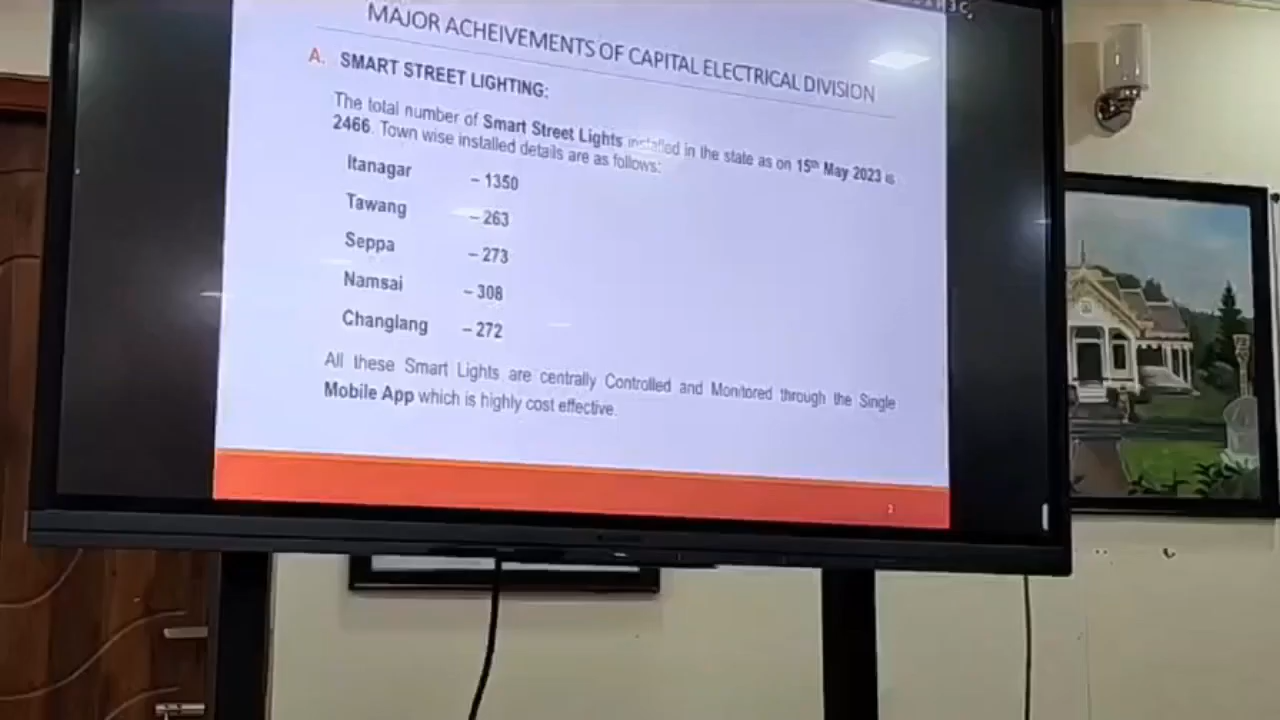 MAJOR ACHEIVEMENTS OF CAPITAL ELECTRICAL DIVISION
A. SMART STREET LIGHTING:
The total number of Smart Street Lights installed in the state as on 15th May 2023 is
2466. Town wise installed details are as follows:
Itanagar – 1350
Tawang – 263
Seppa – 273
Namsai – 308
Changlang – 272
All these Smart Lights are centrally Controlled and Monitored through the Single
Mobile App which is highly cost effective.
2